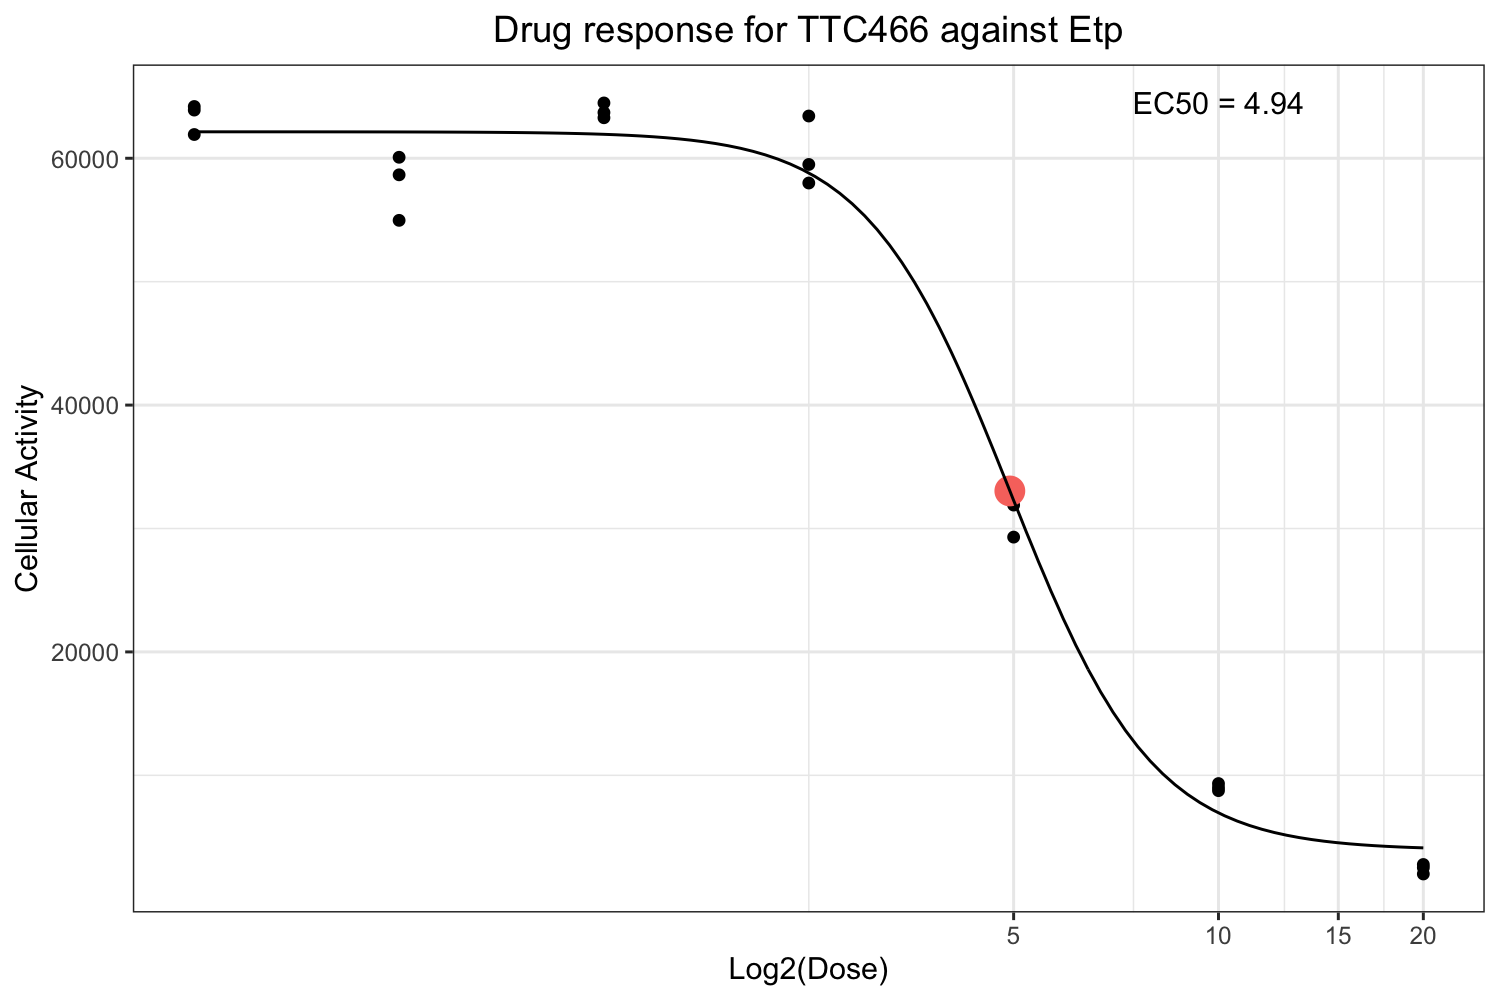 Drug response for TTC466 against Etp
EC50 = 4.94
60000
40000
20000
Cellular Activity
5 10 15 20
Log2(Dose)